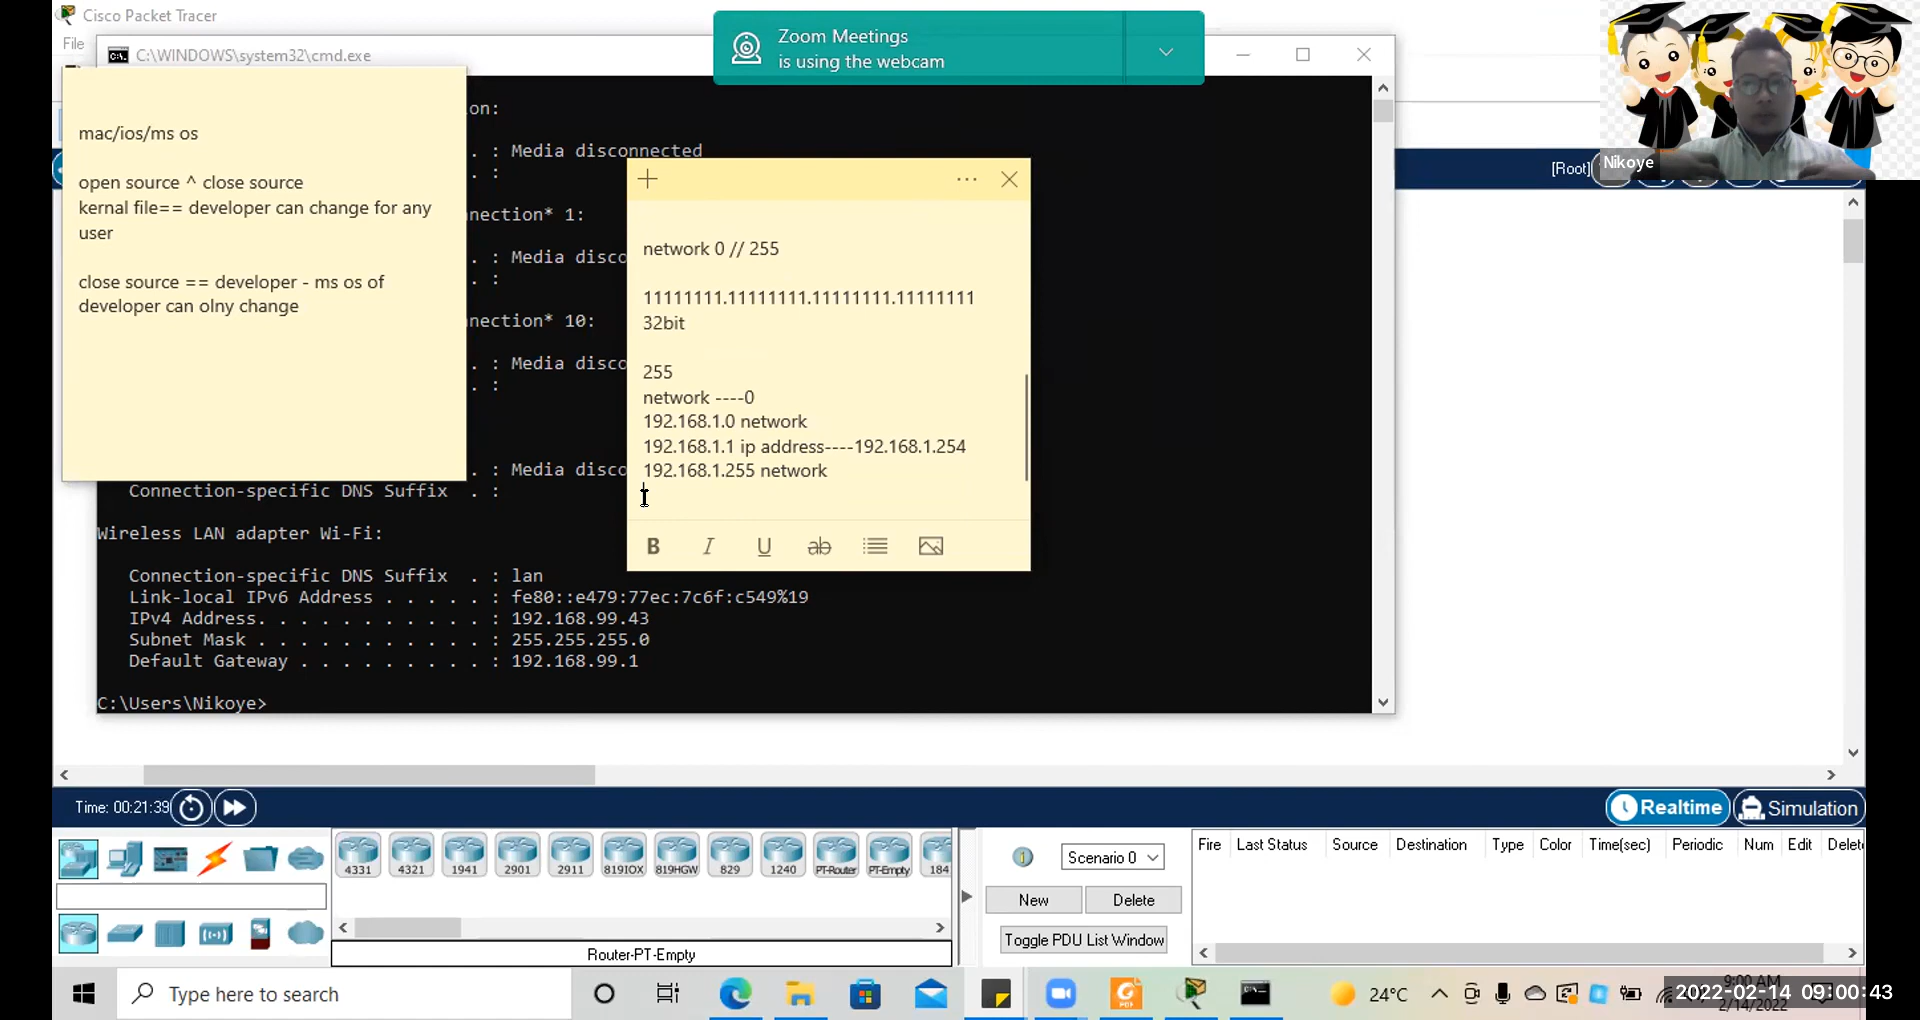 Cisco Packet Tracer
File
C:\WINDOWS\system32\cmd.exe
Zoom Meetings
is using the webcam
Nikoye
[Root]
mac/ios/ms os
open source ^ close source
kernal file== developer can change for any
user
close source == developer - ms os of
developer can olny change
on:
. : Media disconnected
. :
nection* 1:
. : Media disco
. :
nection* 10:
. : Media disco
. :
. : Media disco
Connection-specific DNS Suffix  . :
network 0 // 255
11111111.11111111.11111111.11111111
32bit
255
network ----0
192.168.1.0 network
192.168.1.1 ip address----192.168.1.254
192.168.1.255 network
B I U ab
Wireless LAN adapter Wi-Fi:
Connection-specific DNS Suffix  . : lan
Link-local IPv6 Address . . . . . : fe80::e479:77ec:7c6f:c549%19
IPv4 Address. . . . . . . . . . . : 192.168.99.43
Subnet Mask . . . . . . . . . . . : 255.255.255.0
Default Gateway . . . . . . . . . : 192.168.99.1
C:\Users\Nikoye>
Time: 00:21:39
Realtime
Simulation
4331 4321 1941 2901 2911 819IOX 819HGW 829 1240 PT-Router PT-Empty 184
Router-PT-Empty
Scenario 0
New
Delete
Toggle PDU List Window
Fire Last Status Source Destination Type Color Time(sec) Periodic Num Edit Delete
Type here to search
24°C
9:00 AM
2/14/2022
2022-02-14 09:00:43